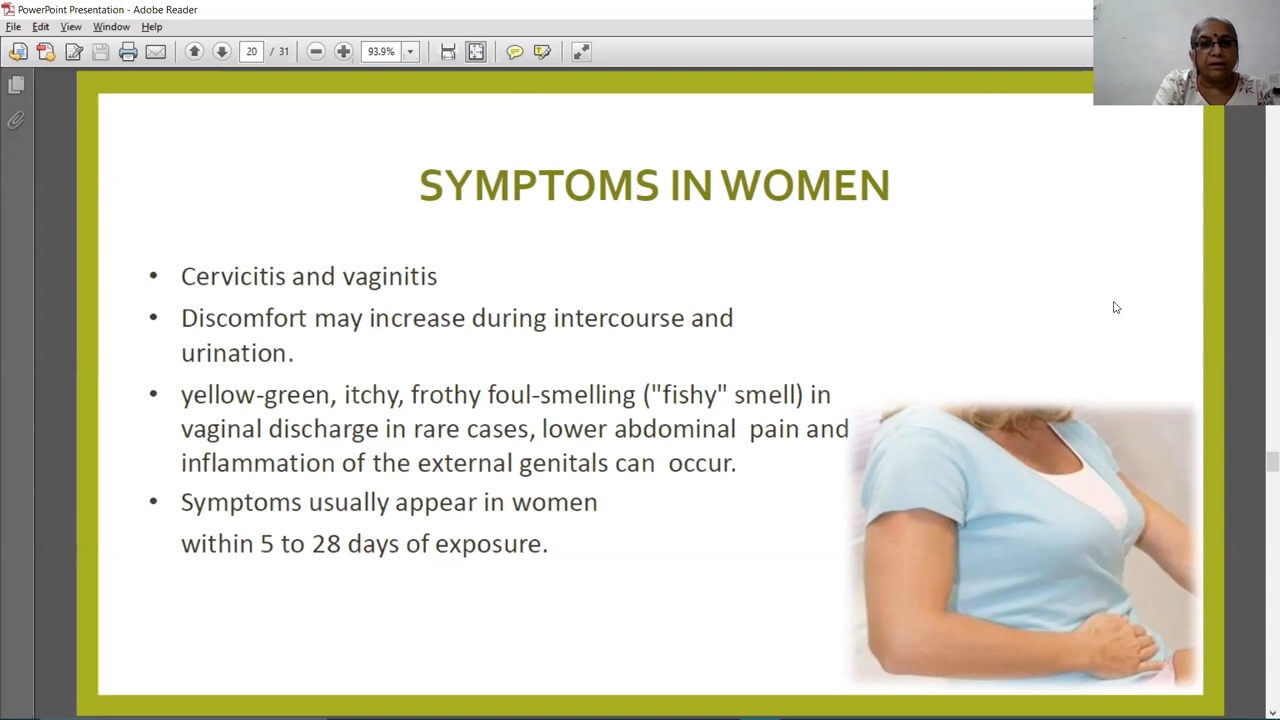 PowerPoint Presentation - Adobe Reader
File Edit View Window Help
20 / 31 93.9%
SYMPTOMS IN WOMEN
• Cervicitis and vaginitis
• Discomfort may increase during intercourse and
urination.
• yellow-green, itchy, frothy foul-smelling ("fishy" smell) in
vaginal discharge in rare cases, lower abdominal pain and
inflammation of the external genitals can occur.
• Symptoms usually appear in women
within 5 to 28 days of exposure.